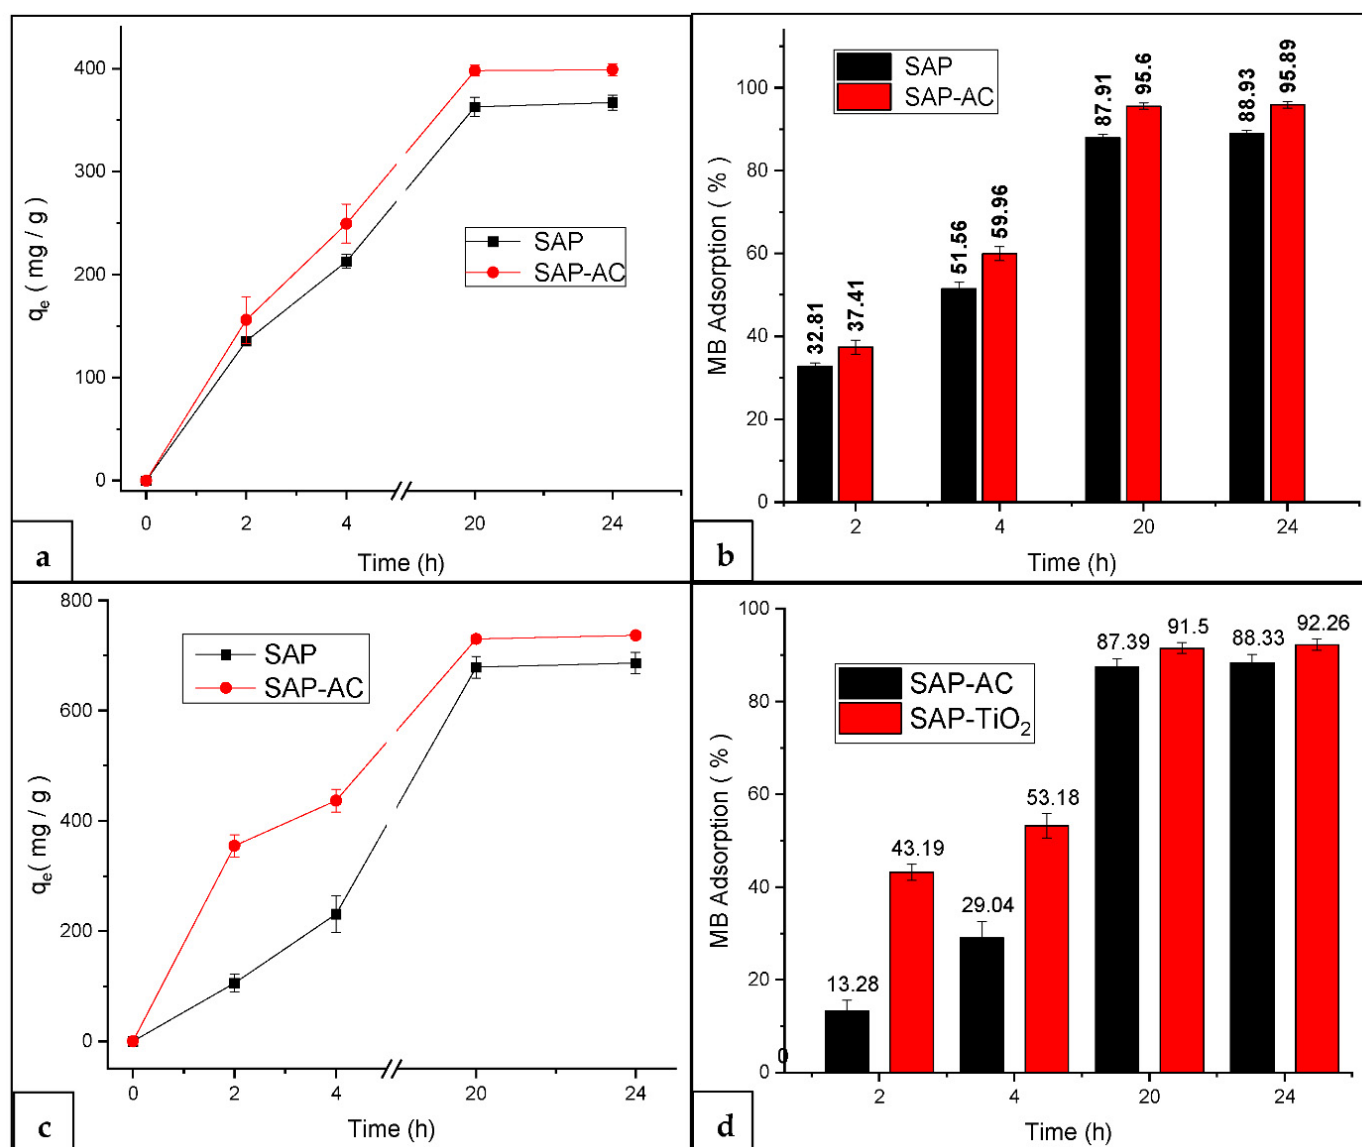 400
300
200
100
0
qₑ ( mg / g )
SAP
SAP-AC
0 2 4 20 24
Time (h)
a
100
80
60
40
20
0
MB Adsorption ( % )
SAP
SAP-AC
32.81
37.41
51.56
59.96
87.91
95.6
88.93
95.89
2 4 20 24
Time (h)
b
800
600
400
200
0
qₑ( mg / g )
SAP
SAP-AC
0 2 4 20 24
Time (h)
c
100
80
60
40
20
0
0
MB Adsorption ( % )
SAP-AC
SAP-TiO₂
13.28
43.19
29.04
53.18
87.39
91.5
88.33
92.26
2 4 20 24
Time (h)
d